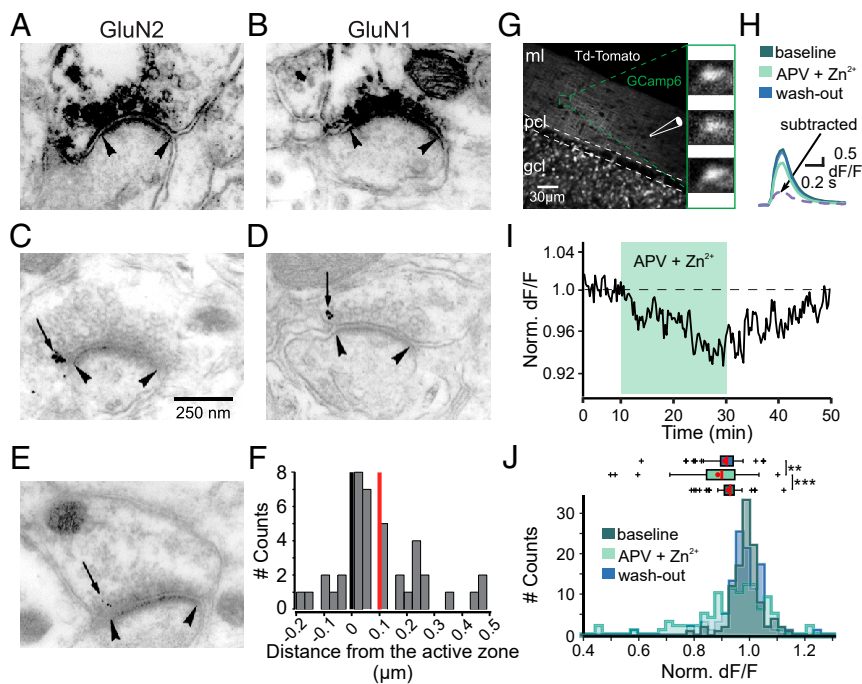 A
GluN2
B
GluN1
C
D
250 nm
E
F
8
6
4
2
0
# Counts
-0.2
-0.1
0
0.1
0.2
0.3
0.4
0.5
Distance from the active zone
(µm)
G
ml
Td-Tomato
GCamp6
pcl
gcl
30µm
H
baseline
APV + Zn²⁺
wash-out
subtracted
0.5
dF/F
0.2 s
I
APV + Zn²⁺
1.04
1.0
0.96
0.92
Norm. dF/F
0
10
20
30
40
50
Time (min)
J
**
***
baseline
APV + Zn²⁺
wash-out
30
20
10
0
# Counts
0.4
0.6
0.8
1.0
1.2
Norm. dF/F